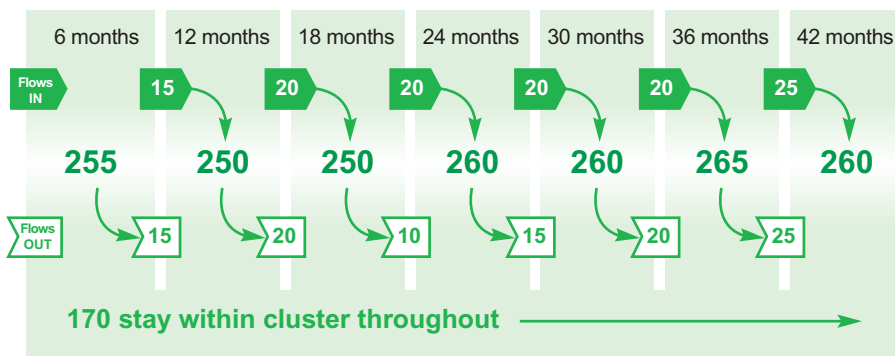 6 months 12 months 18 months 24 months 30 months 36 months 42 months
Flows
IN
15 20 20 20 20 25
255 250 250 260 260 265 260
Flows
OUT
15 20 10 15 20 25
170 stay within cluster throughout